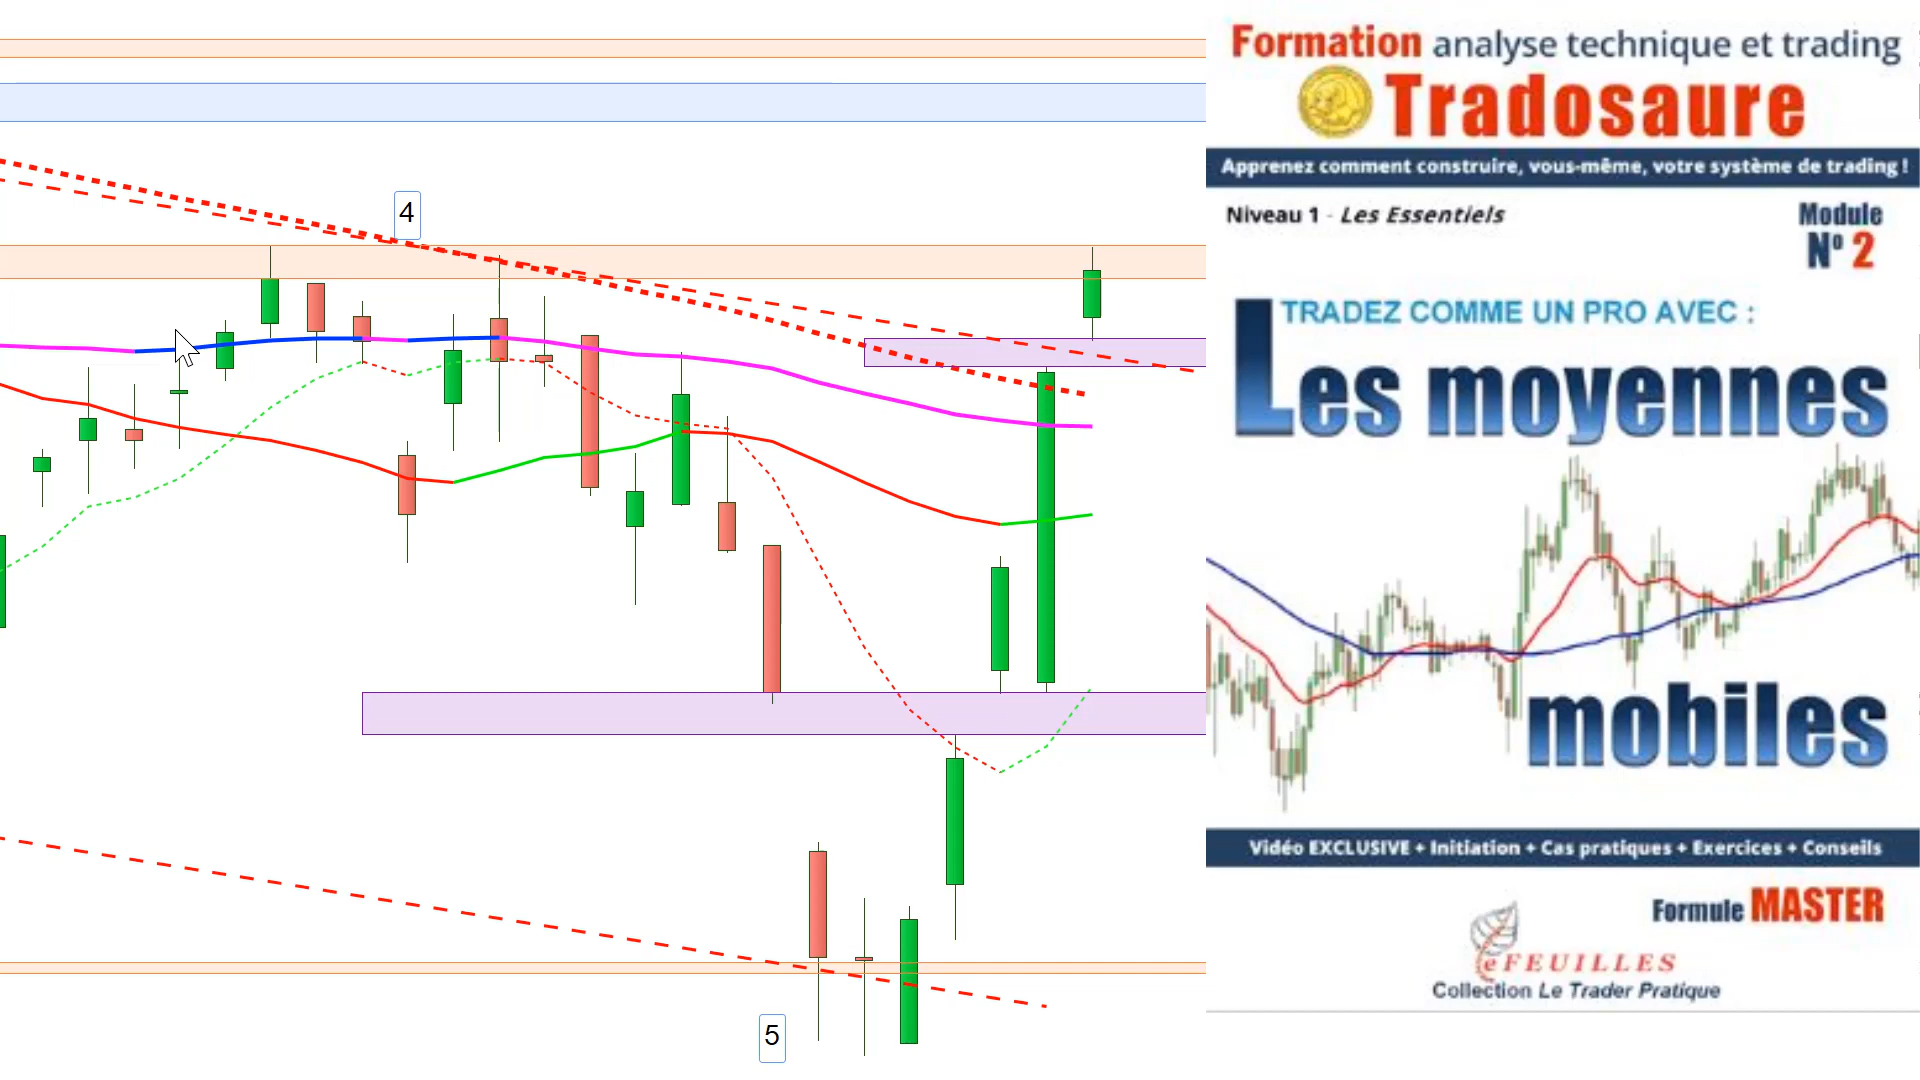 4
5
Formation analyse technique et trading
Tradosaure
Apprenez comment construire, vous-même, votre système de trading !
Niveau 1 - Les Essentiels
Module
N° 2
TRADEZ COMME UN PRO AVEC :
Les moyennes
mobiles
Vidéo EXCLUSIVE + Initiation + Cas pratiques + Exercices + Conseils
Formule MASTER
eFEUILLES
Collection Le Trader Pratique